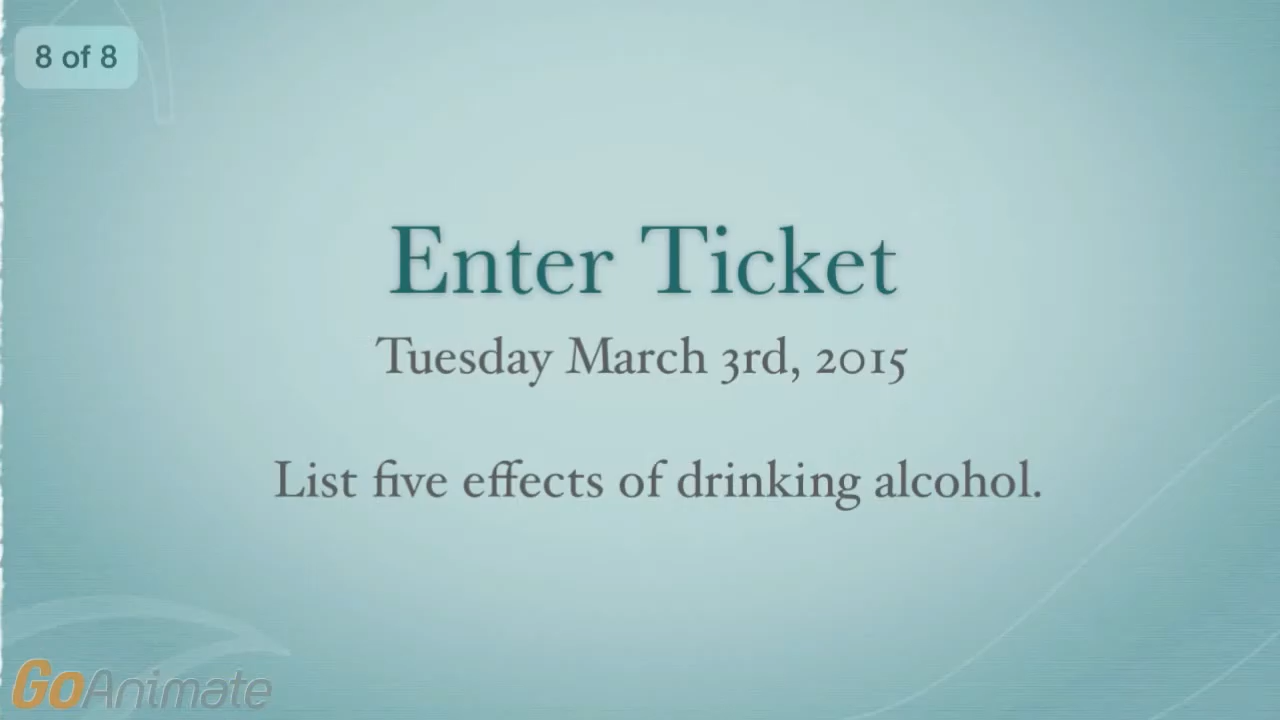 8 of 8
Enter Ticket
Tuesday March 3rd, 2015
List five effects of drinking alcohol.
GoAnimate